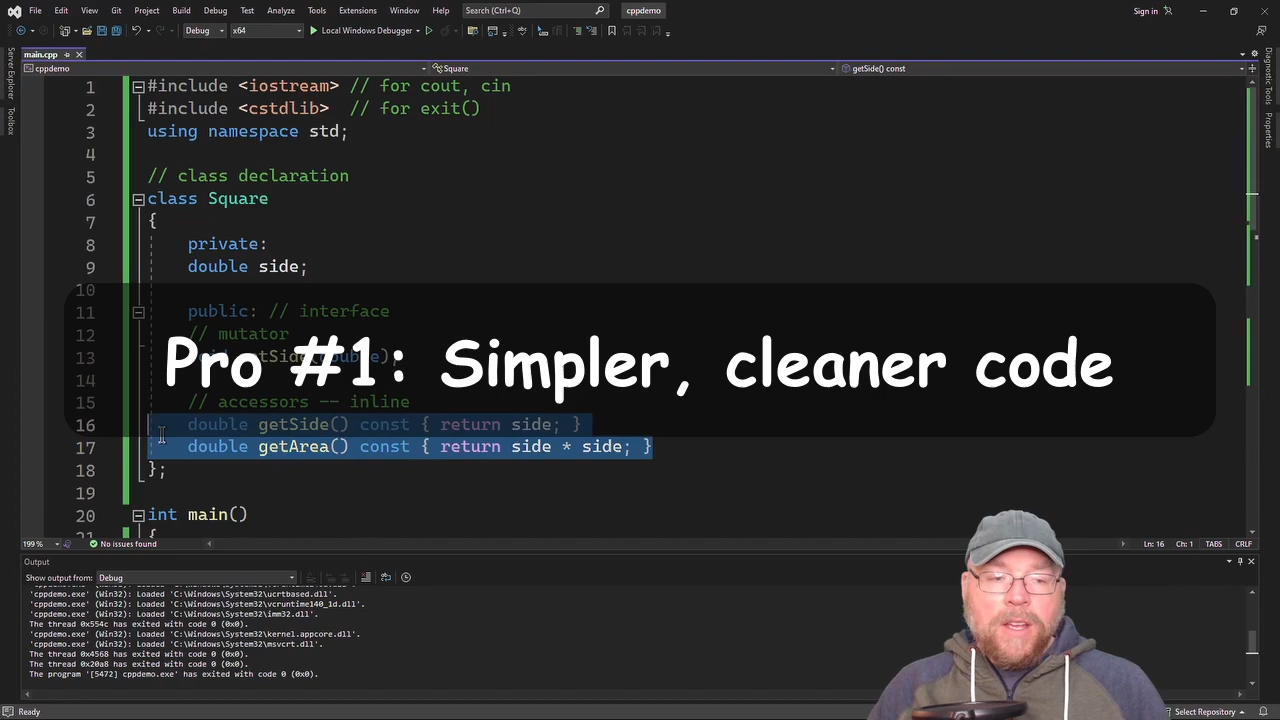 File Edit View Git Project Build Debug Test Analyze Tools Extensions Window Help Search (Ctrl+Q) cppdemo Sign in
Debug x64 Local Windows Debugger
main.cpp
cppdemo Square getSide() const
Server Explorer
Toolbox
Diagnostic Tools
Properties
1 #include <iostream> // for cout, cin
2 #include <cstdlib> // for exit()
3 using namespace std;
4
5 // class declaration
6 class Square
7 {
8 private:
9 double side;
10
11 public: // interface
12 // mutator
13
Pro #1: Simpler, cleaner code
14
15 // accessors -- inline
16 double getSide() const { return side; }
17 double getArea() const { return side * side; }
18 };
19
20 int main()
21 {
199 % No issues found Ln: 16 Ch: 1 TABS CRLF
Output
Show output from: Debug
'cppdemo.exe' (Win32): Loaded 'C:\Windows\System32\ucrtbased.dll'.
'cppdemo.exe' (Win32): Loaded 'C:\Windows\System32\vcruntime140_1d.dll'.
'cppdemo.exe' (Win32): Loaded 'C:\Windows\System32\imm32.dll'.
The thread 0x554c has exited with code 0 (0x0).
'cppdemo.exe' (Win32): Loaded 'C:\Windows\System32\kernel.appcore.dll'.
'cppdemo.exe' (Win32): Loaded 'C:\Windows\System32\msvcrt.dll'.
The thread 0x4568 has exited with code 0 (0x0).
The thread 0x20a8 has exited with code 0 (0x0).
The program '[5472] cppdemo.exe' has exited with code 0 (0x0).
Ready Select Repository